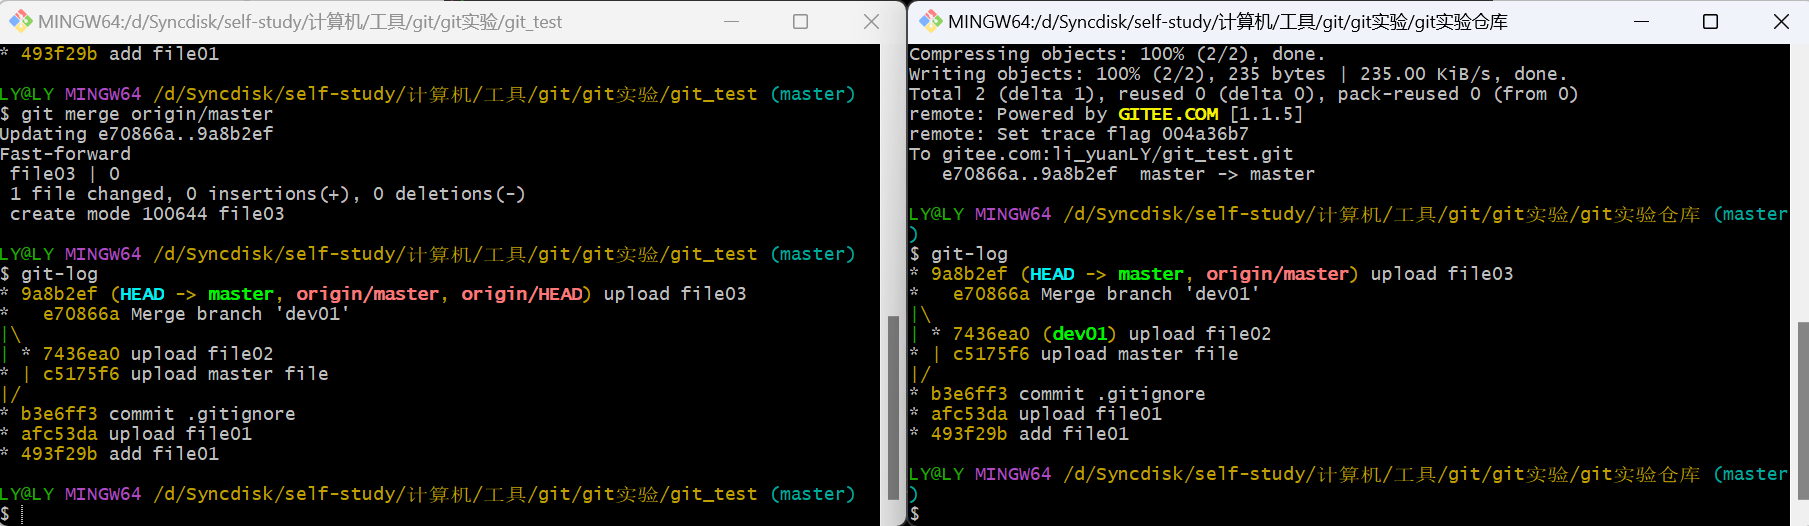 MINGW64:/d/Syncdisk/self-study/计算机/工具/git/git实验/git_test
* 493f29b add file01
LY@LY MINGW64 /d/Syncdisk/self-study/计算机/工具/git/git实验/git_test (master)
$ git merge origin/master
Updating e70866a..9a8b2ef
Fast-forward
 file03 | 0
 1 file changed, 0 insertions(+), 0 deletions(-)
 create mode 100644 file03
LY@LY MINGW64 /d/Syncdisk/self-study/计算机/工具/git/git实验/git_test (master)
$ git-log
* 9a8b2ef (HEAD -> master, origin/master, origin/HEAD) upload file03
*   e70866a Merge branch 'dev01'
|\
| * 7436ea0 upload file02
* | c5175f6 upload master file
|/
* b3e6ff3 commit .gitignore
* afc53da upload file01
* 493f29b add file01
LY@LY MINGW64 /d/Syncdisk/self-study/计算机/工具/git/git实验/git_test (master)
$
MINGW64:/d/Syncdisk/self-study/计算机/工具/git/git实验/git实验仓库
Compressing objects: 100% (2/2), done.
Writing objects: 100% (2/2), 235 bytes | 235.00 KiB/s, done.
Total 2 (delta 1), reused 0 (delta 0), pack-reused 0 (from 0)
remote: Powered by GITEE.COM [1.1.5]
remote: Set trace flag 004a36b7
To gitee.com:li_yuanLY/git_test.git
   e70866a..9a8b2ef  master -> master
LY@LY MINGW64 /d/Syncdisk/self-study/计算机/工具/git/git实验/git实验仓库 (master
)
$ git-log
* 9a8b2ef (HEAD -> master, origin/master) upload file03
*   e70866a Merge branch 'dev01'
|\
| * 7436ea0 (dev01) upload file02
* | c5175f6 upload master file
|/
* b3e6ff3 commit .gitignore
* afc53da upload file01
* 493f29b add file01
LY@LY MINGW64 /d/Syncdisk/self-study/计算机/工具/git/git实验/git实验仓库 (master
)
$